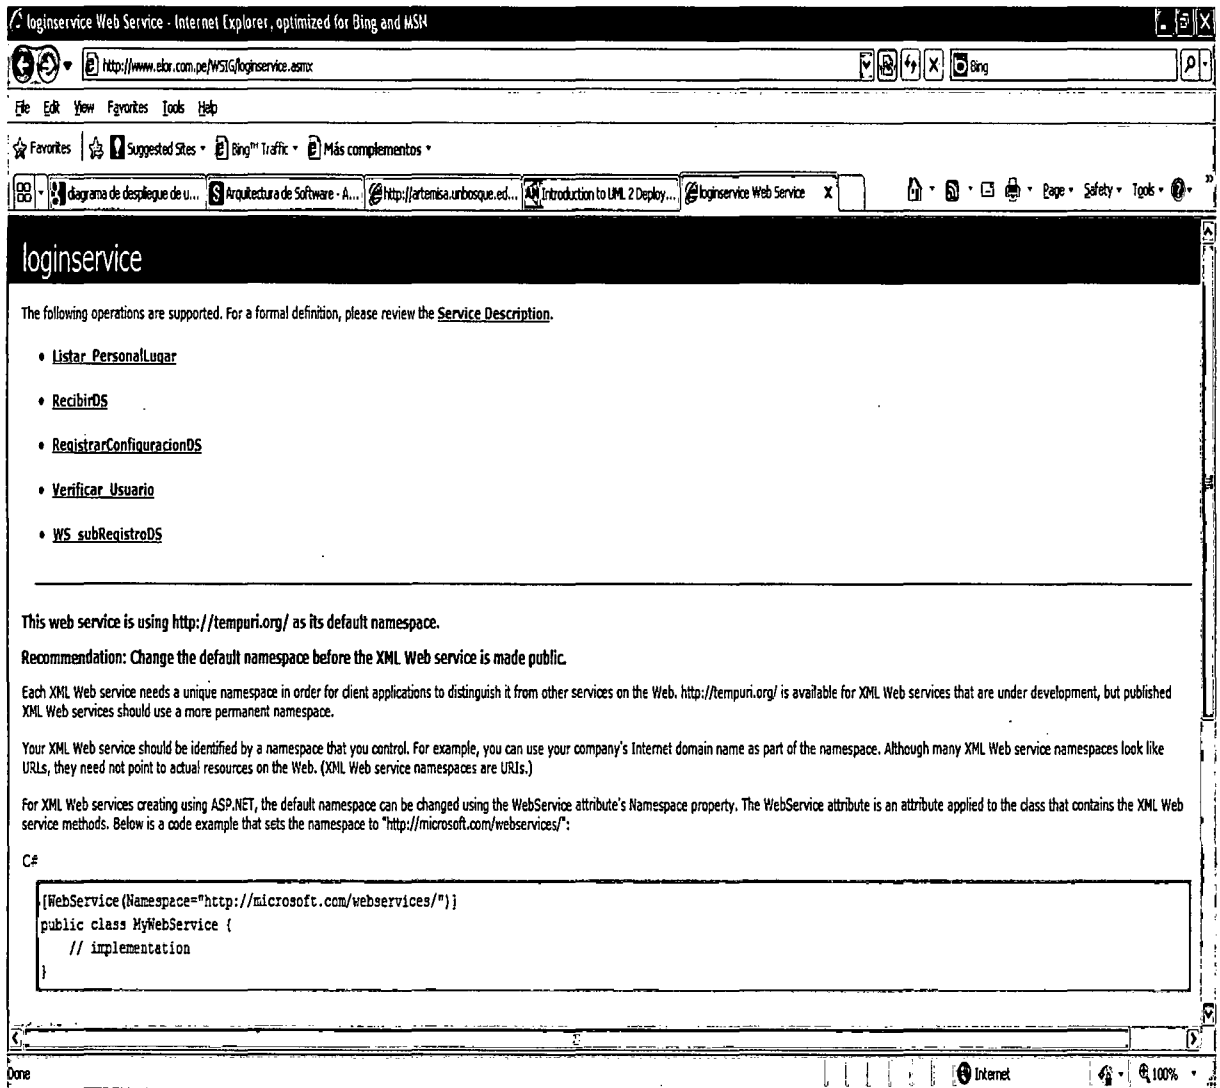 loginservice Web Service - Internet Explorer, optimized for Bing and MSN
http://www.elor.com.pe/WSIG/loginservice.asmx
Bing
File Edit View Favorites Tools Help
Favorites Suggested Sites Bing™ Traffic Más complementos
diagrama de despliegue de u... Arquitectura de Software - A... http://artemisa.unbosque.ed... Introduction to UML 2 Deploy... loginservice Web Service X Page Safety Tools »
loginservice
The following operations are supported. For a formal definition, please review the Service Description.
• Listar_PersonalLugar
• RecibirDS
• RegistrarConfiguracionDS
• Verificar_Usuario
• WS_subRegistroDS
This web service is using http://tempuri.org/ as its default namespace.
Recommendation: Change the default namespace before the XML Web service is made public.
Each XML Web service needs a unique namespace in order for client applications to distinguish it from other services on the Web. http://tempuri.org/ is available for XML Web services that are under development, but published
XML Web services should use a more permanent namespace.
Your XML Web service should be identified by a namespace that you control. For example, you can use your company's Internet domain name as part of the namespace. Although many XML Web service namespaces look like
URLs, they need not point to actual resources on the Web. (XML Web service namespaces are URIs.)
For XML Web services creating using ASP.NET, the default namespace can be changed using the WebService attribute's Namespace property. The WebService attribute is an attribute applied to the class that contains the XML Web
service methods. Below is a code example that sets the namespace to "http://microsoft.com/webservices/":
C#
[WebService(Namespace="http://microsoft.com/webservices/")]
public class MyWebService {
// implementation
}
Done Internet 100%